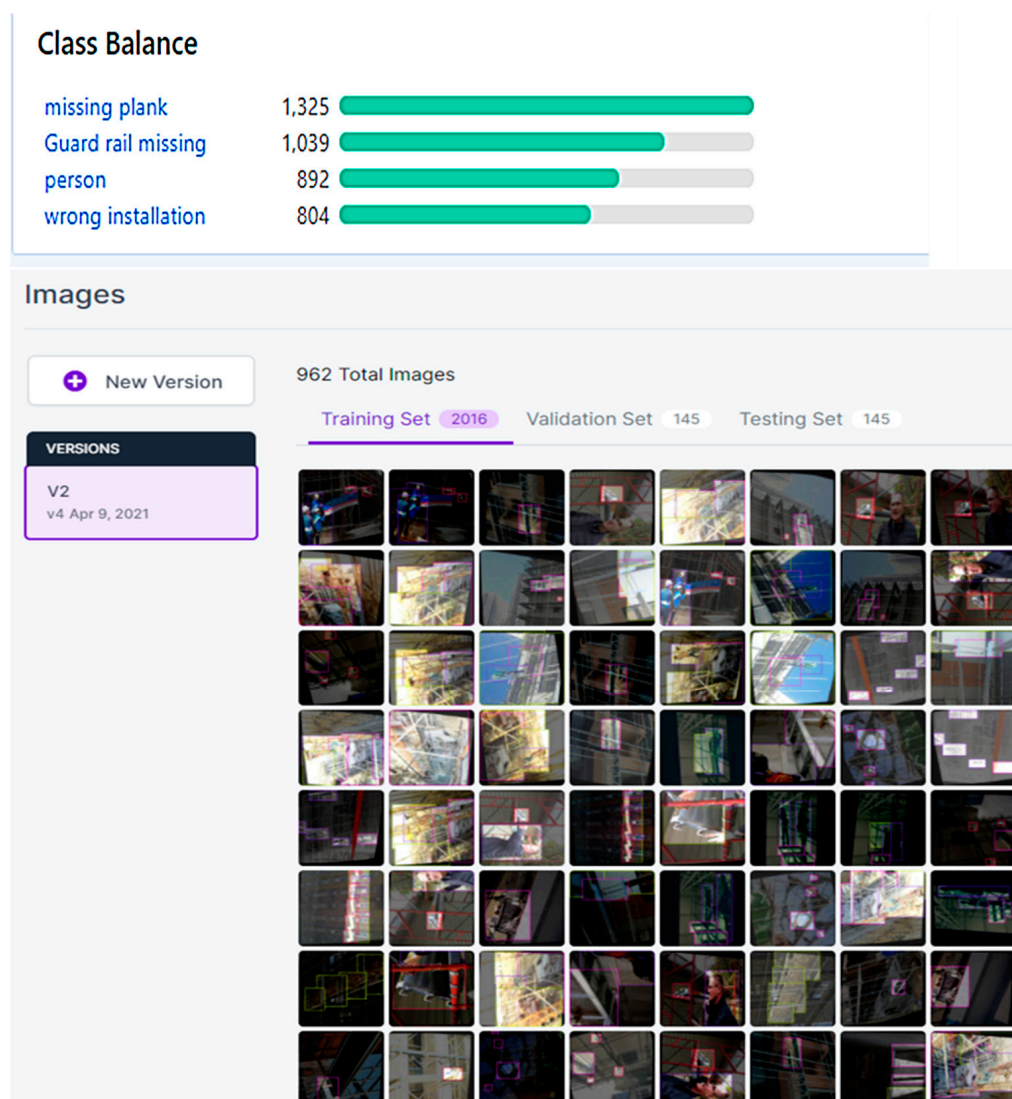 Class Balance
missing plank 1,325
Guard rail missing 1,039
person 892
wrong installation 804
Images
New Version
962 Total Images
Training Set 2016 Validation Set 145 Testing Set 145
VERSIONS
V2
v4 Apr 9, 2021